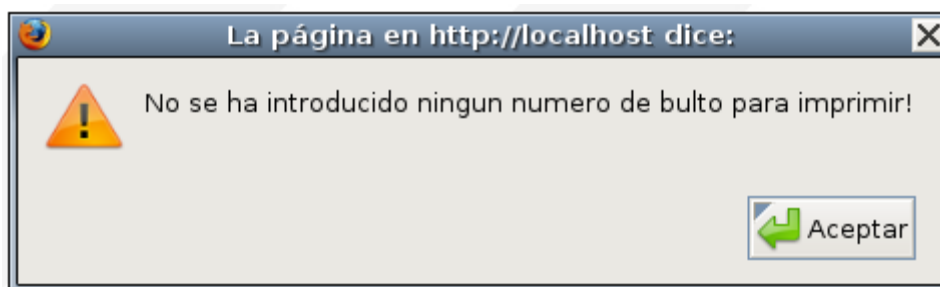 La página en http://localhost dice:
No se ha introducido ningun numero de bulto para imprimir!
Aceptar